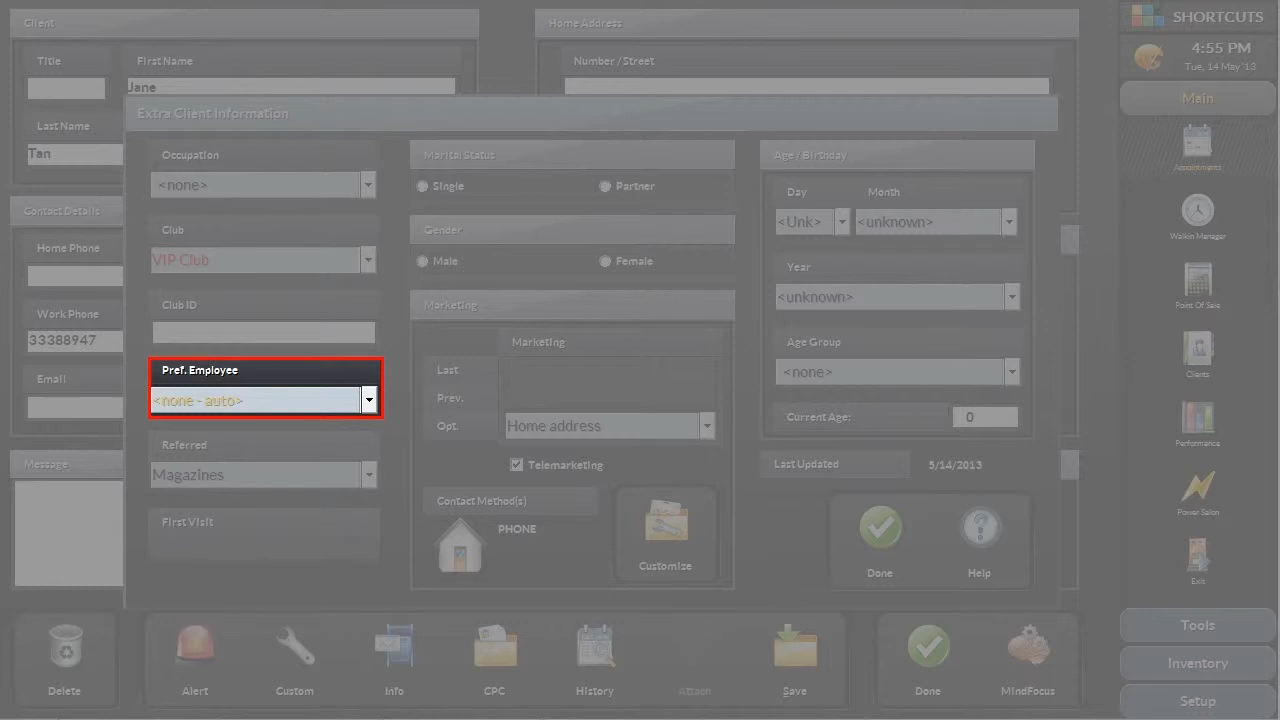 Client
Home Address
SHORTCUTS
4:55 PM
Tue, 14 May '13
Title
First Name
Number / Street
Jane
Main
Last Name
Tan
Extra Client Information
Appointments
Occupation
<none>
Marital Status
Single
Partner
Age / Birthday
Day
Month
<Unk>
<unknown>
Contact Details
Club
VIP Club
Gender
Male
Female
Walkin Manager
Home Phone
Year
<unknown>
Club ID
Marketing
Point Of Sale
Work Phone
33388947
Marketing
Age Group
<none>
Pref. Employee
<none - auto>
Last
Prev.
Opt.
Home address
Clients
Email
Current Age:
0
Referred
Magazines
Telemarketing
Last Updated
5/14/2013
Performance
Message
Contact Method(s)
PHONE
Customise
First Visit
Done
Help
Power Salon
Exit
Delete
Alert
Custom
Info
CPC
History
Attach
Save
Done
MindFocus
Tools
Inventory
Setup